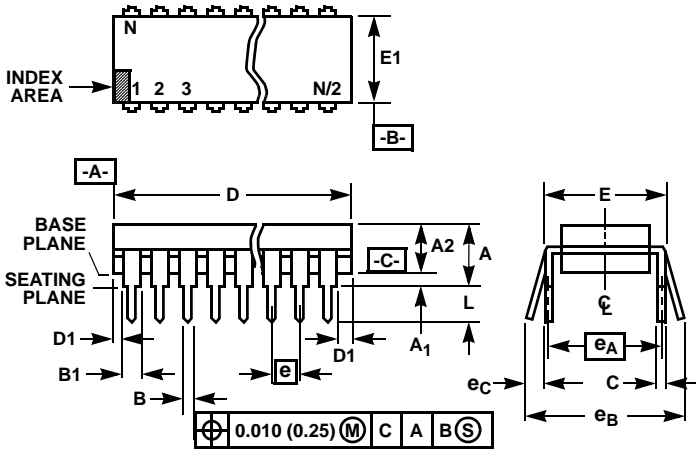 N
E1
INDEX
AREA
1 2 3 N/2
-B-
-A-
D
E
BASE
PLANE
A2
A
-C-
SEATING
PLANE
L
C
L
D1
A1
D1
eA
B1
e
eC
C
B
eB
0.010 (0.25) M C A B S